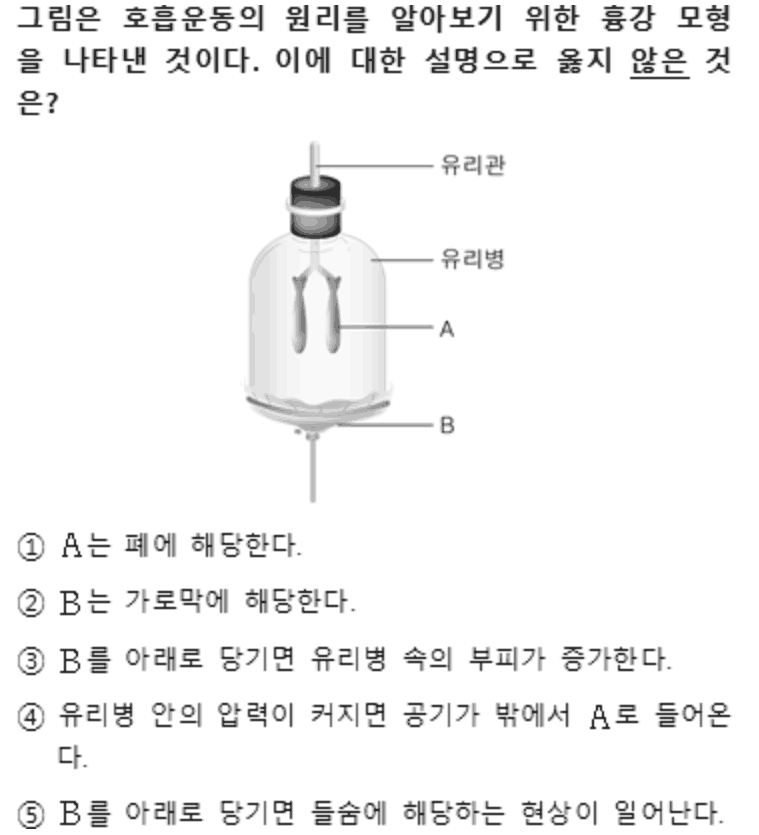 그림은 호흡운동의 원리를 알아보기 위한 흉강 모형
을 나타낸 것이다. 이에 대한 설명으로 옳지 않은 것
은?
유리관
유리병
A
B
① A는 폐에 해당한다.
② B는 가로막에 해당한다.
③ B를 아래로 당기면 유리병 속의 부피가 증가한다.
④ 유리병 안의 압력이 커지면 공기가 밖에서 A로 들어온
다.
⑤ B를 아래로 당기면 들숨에 해당하는 현상이 일어난다.